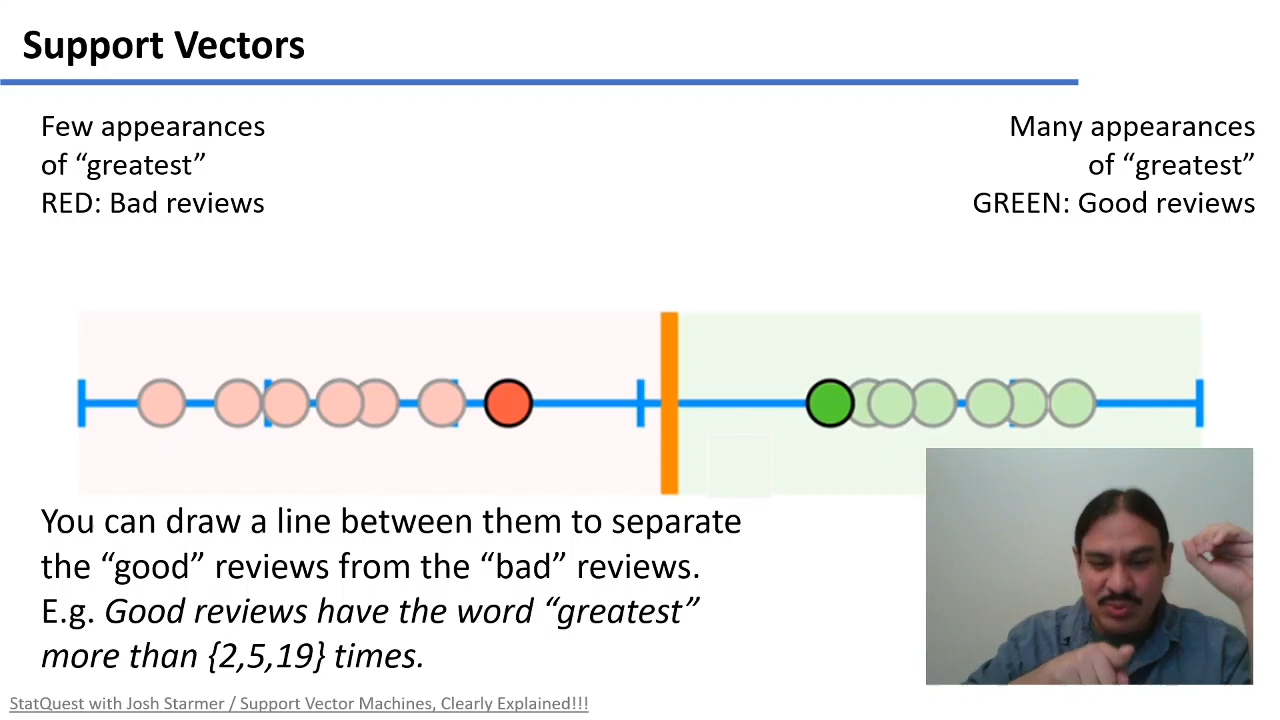 Support Vectors
Few appearances
of “greatest”
RED: Bad reviews
Many appearances
of “greatest”
GREEN: Good reviews
You can draw a line between them to separate
the “good” reviews from the “bad” reviews.
E.g. Good reviews have the word “greatest”
more than {2,5,19} times.
StatQuest with Josh Starmer / Support Vector Machines, Clearly Explained!!!